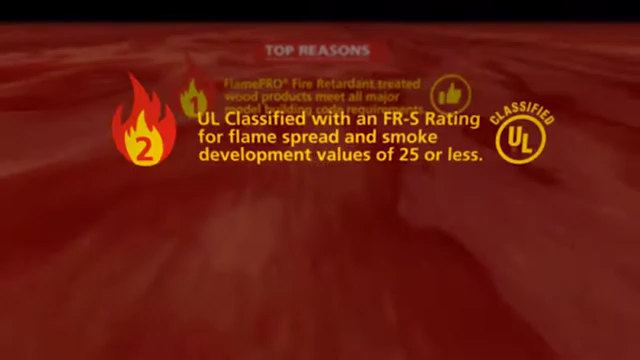 TOP REASONS
1
FlamePRO® Fire Retardant treated
wood products meet all major
model building code requirements
2
UL Classified with an FR-S Rating
for flame spread and smoke
development values of 25 or less.
CLASSIFIED
UL